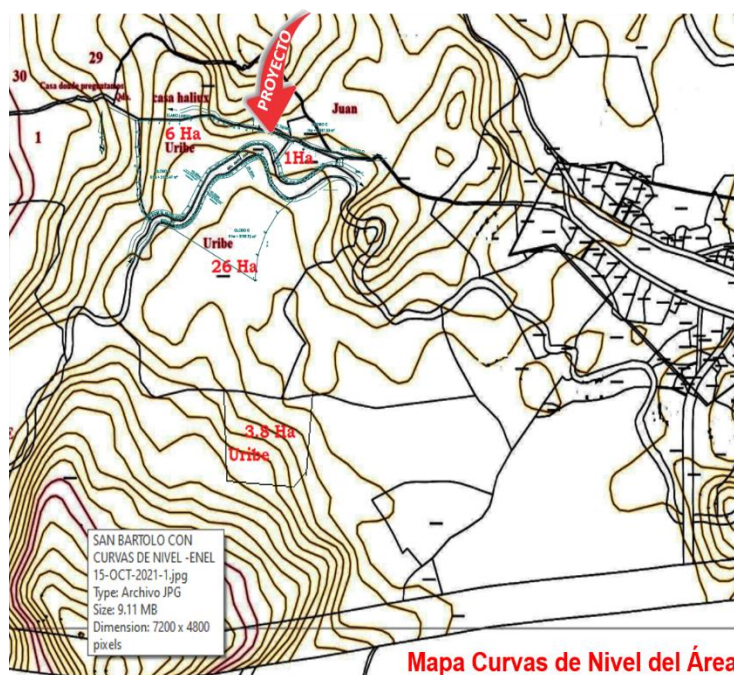 29
30
Casa donde preguntamos
casa haliux
PROYECTO
Juan
1
6 Ha
Uribe
1Ha
Uribe
26 Ha
3.8 Ha
Uribe
SAN BARTOLO CON
CURVAS DE NIVEL -ENEL
15-OCT-2021-1.jpg
Type: Archivo JPG
Size: 9.11 MB
Dimension: 7200 x 4800
pixels
Mapa Curvas de Nivel del Área